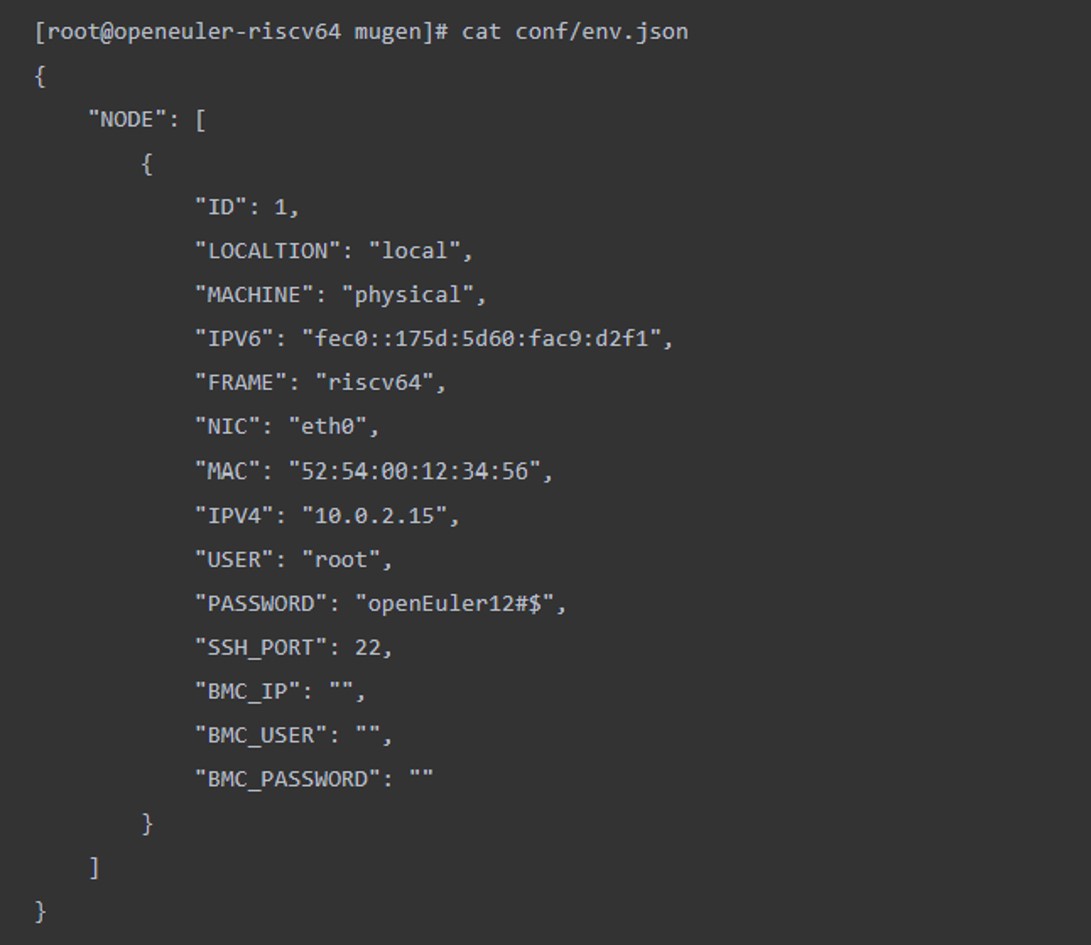 [root@openeuler-riscv64 mugen]# cat conf/env.json
{
    "NODE": [
        {
            "ID": 1,
            "LOCALTION": "local",
            "MACHINE": "physical",
            "IPV6": "fec0::175d:5d60:fac9:d2f1",
            "FRAME": "riscv64",
            "NIC": "eth0",
            "MAC": "52:54:00:12:34:56",
            "IPV4": "10.0.2.15",
            "USER": "root",
            "PASSWORD": "openEuler12#$",
            "SSH_PORT": 22,
            "BMC_IP": "",
            "BMC_USER": "",
            "BMC_PASSWORD": ""
        }
    ]
}